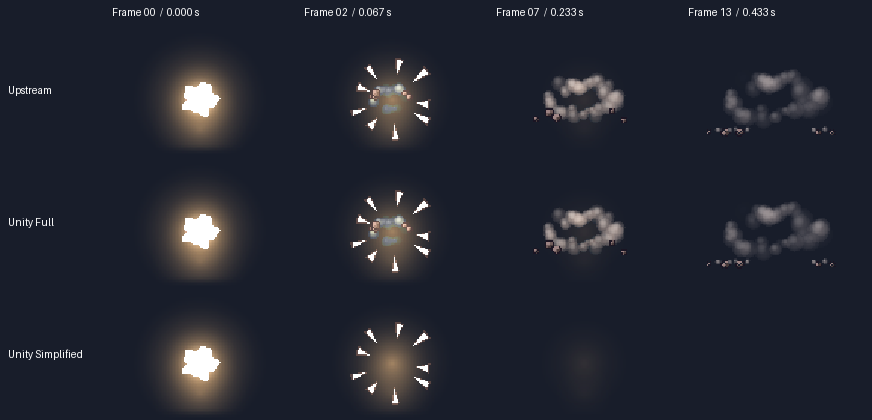 Frame 00 / 0.000 s Frame 02 / 0.067 s Frame 07 / 0.233 s Frame 13 / 0.433 s
Upstream
Unity Full
Unity Simplified